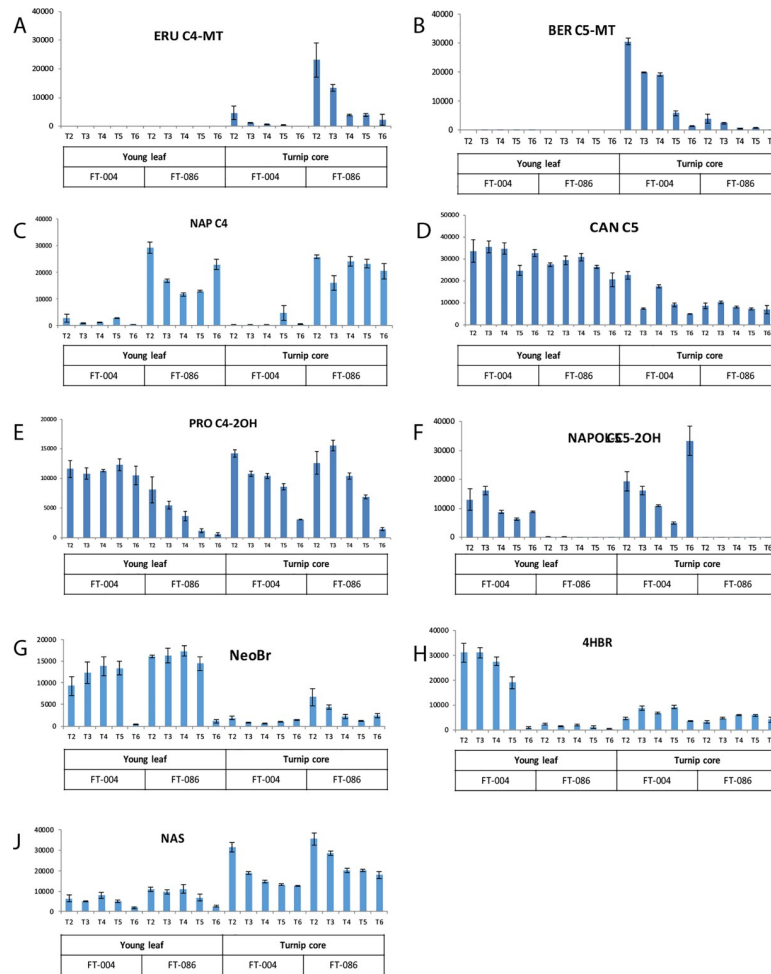 A
ERU C4-MT
40000
30000
20000
10000
0
T2 T3 T4 T5 T6 T2 T3 T4 T5 T6 T2 T3 T4 T5 T6 T2 T3 T4 T5 T6
Young leaf Turnip core
FT-004 FT-086 FT-004 FT-086
B
BER C5-MT
40000
30000
20000
10000
0
T2 T3 T4 T5 T6 T2 T3 T4 T5 T6 T2 T3 T4 T5 T6 T2 T3 T4 T5
Young leaf Turnip core
FT-004 FT-086 FT-004 FT-086
C
NAP C4
40000
30000
20000
10000
0
T2 T3 T4 T5 T6 T2 T3 T4 T5 T6 T2 T3 T4 T5 T6 T2 T3 T4 T5 T6
Young leaf Turnip core
FT-004 FT-086 FT-004 FT-086
D
CAN C5
50000
40000
30000
20000
10000
0
T2 T3 T4 T5 T6 T2 T3 T4 T5 T6 T2 T3 T4 T5 T6 T2 T3 T4 T5 T6
Young leaf Turnip core
FT-004 FT-086 FT-004 FT-086
E
PRO C4-2OH
20000
15000
10000
5000
0
T2 T3 T4 T5 T6 T2 T3 T4 T5 T6 T2 T3 T4 T5 T6 T2 T3 T4 T5 T6
Young leaf Turnip core
FT-004 FT-086 FT-004 FT-086
F
40000
30000
20000
10000
0
T2 T3 T4 T5 T6 T2 T3 T4 T5 T6 T2 T3 T4 T5 T6 T2 T3 T4 T5
Young leaf Turnip core
FT-004 FT-086 FT-004 FT-086
G
NeoBr
20000
15000
10000
5000
0
T2 T3 T4 T5 T6 T2 T3 T4 T5 T6 T2 T3 T4 T5 T6 T2 T3 T4 T5 T6
Young leaf Turnip core
FT-004 FT-086 FT-004 FT-086
H
4HBR
40000
30000
20000
10000
0
T2 T3 T4 T5 T6 T2 T3 T4 T5 T6 T2 T3 T4 T5 T6 T2 T3 T4 T5
Young leaf Turnip core
FT-004 FT-086 FT-004 FT-086
J
NAS
40000
30000
20000
10000
0
T2 T3 T4 T5 T6 T2 T3 T4 T5 T6 T2 T3 T4 T5 T6 T2 T3 T4 T5 T6
Young leaf Turnip core
FT-004 FT-086 FT-004 FT-086